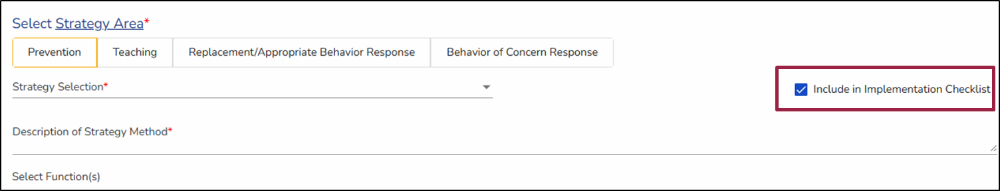 Select Strategy Area*
Prevention Teaching Replacement/Appropriate Behavior Response Behavior of Concern Response
Strategy Selection*
Include in Implementation Checklist
Description of Strategy Method*
Select Function(s)